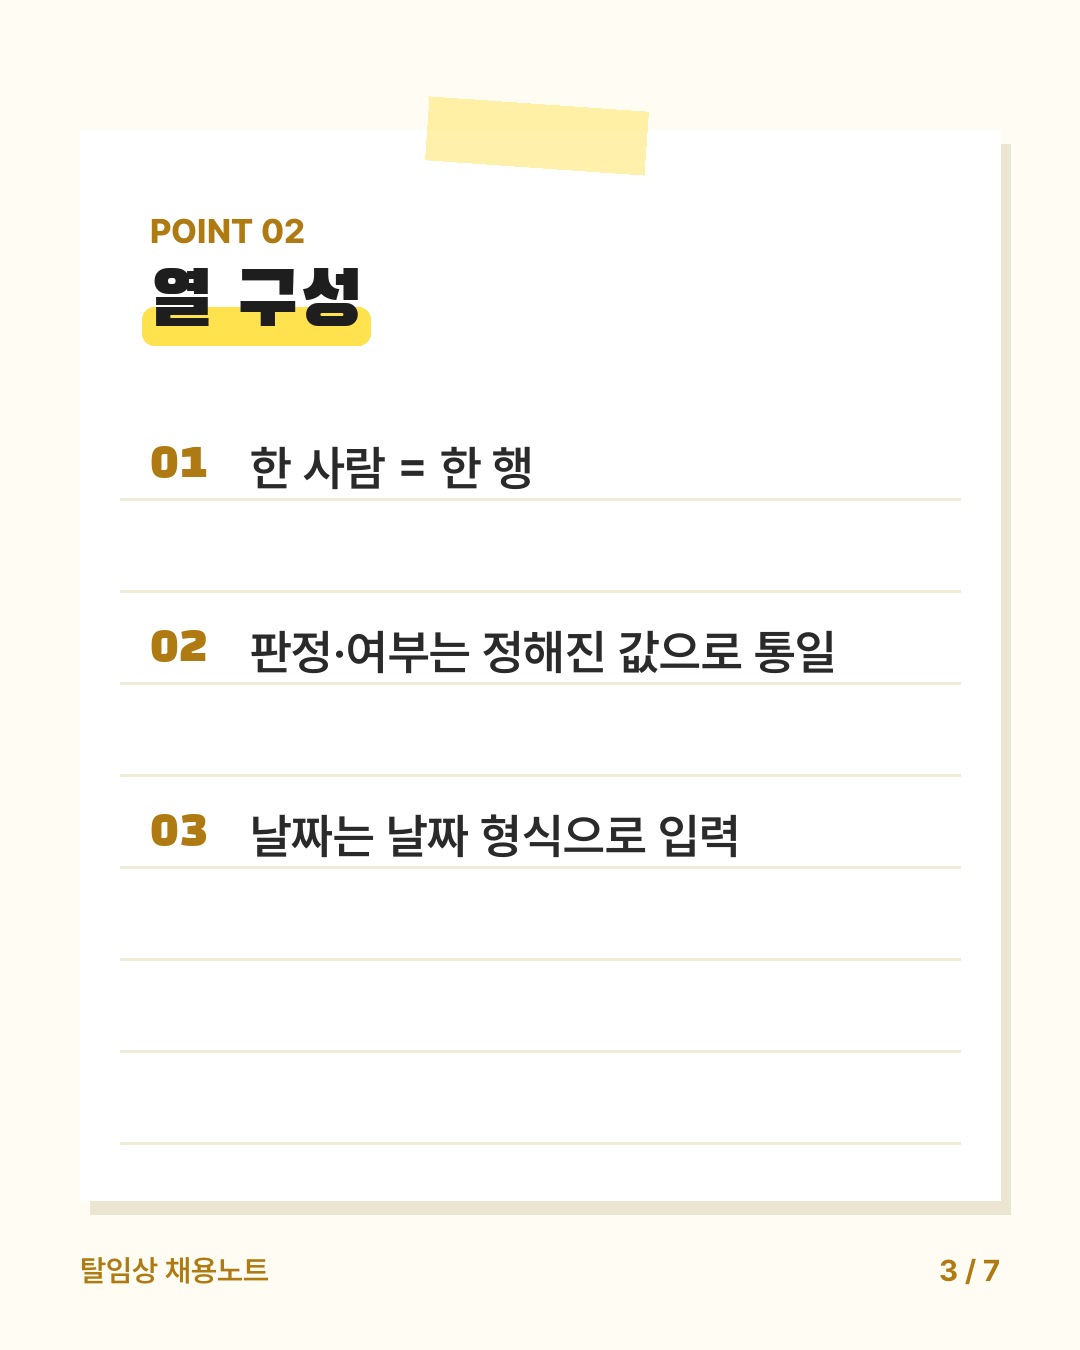 POINT 02
열 구성
01 한 사람 = 한 행
02 판정·여부는 정해진 값으로 통일
03 날짜는 날짜 형식으로 입력
탈임상 채용노트
3 / 7